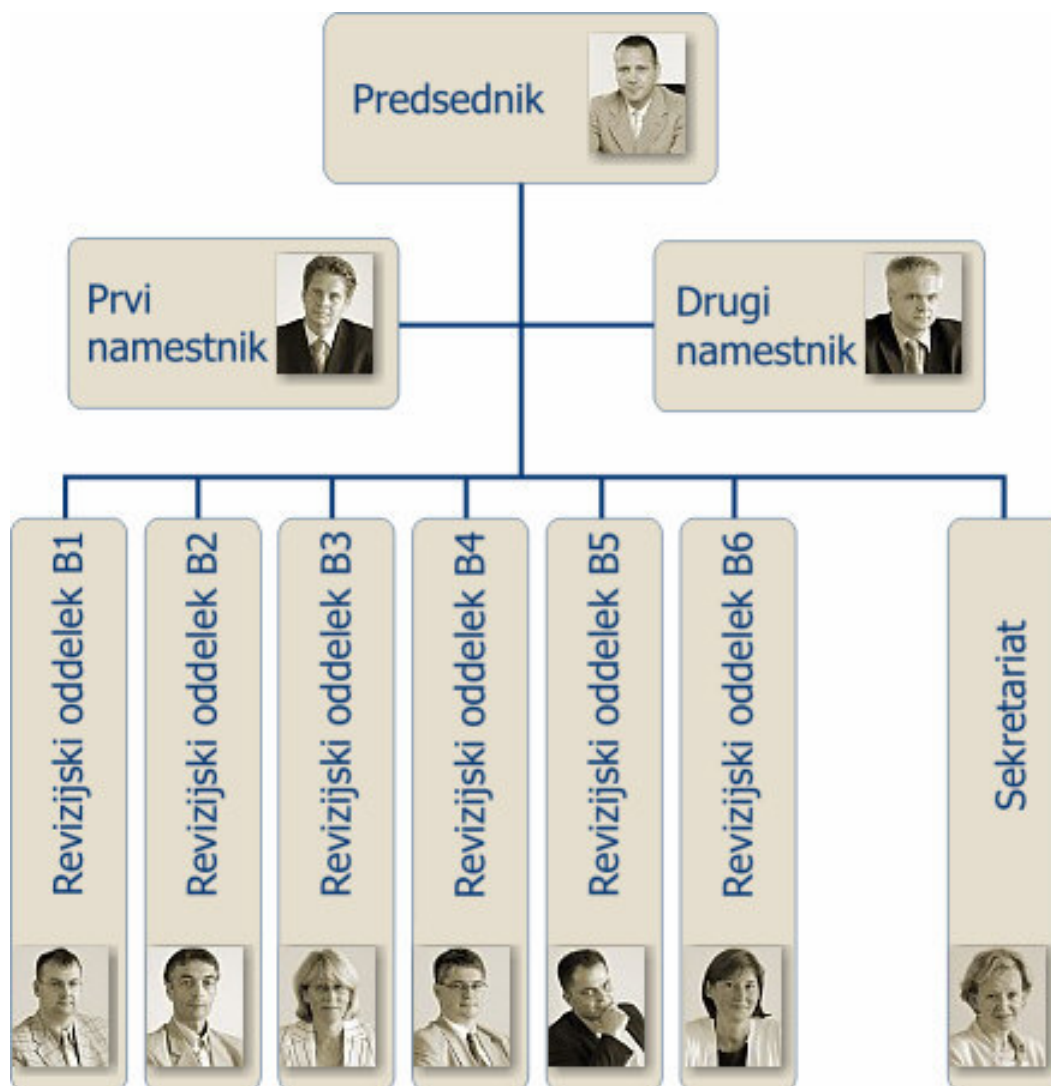 Predsednik
Prvi
namestnik
Drugi
namestnik
Revizijski oddelek B1
Revizijski oddelek B2
Revizijski oddelek B3
Revizijski oddelek B4
Revizijski oddelek B5
Revizijski oddelek B6
Sekretariat